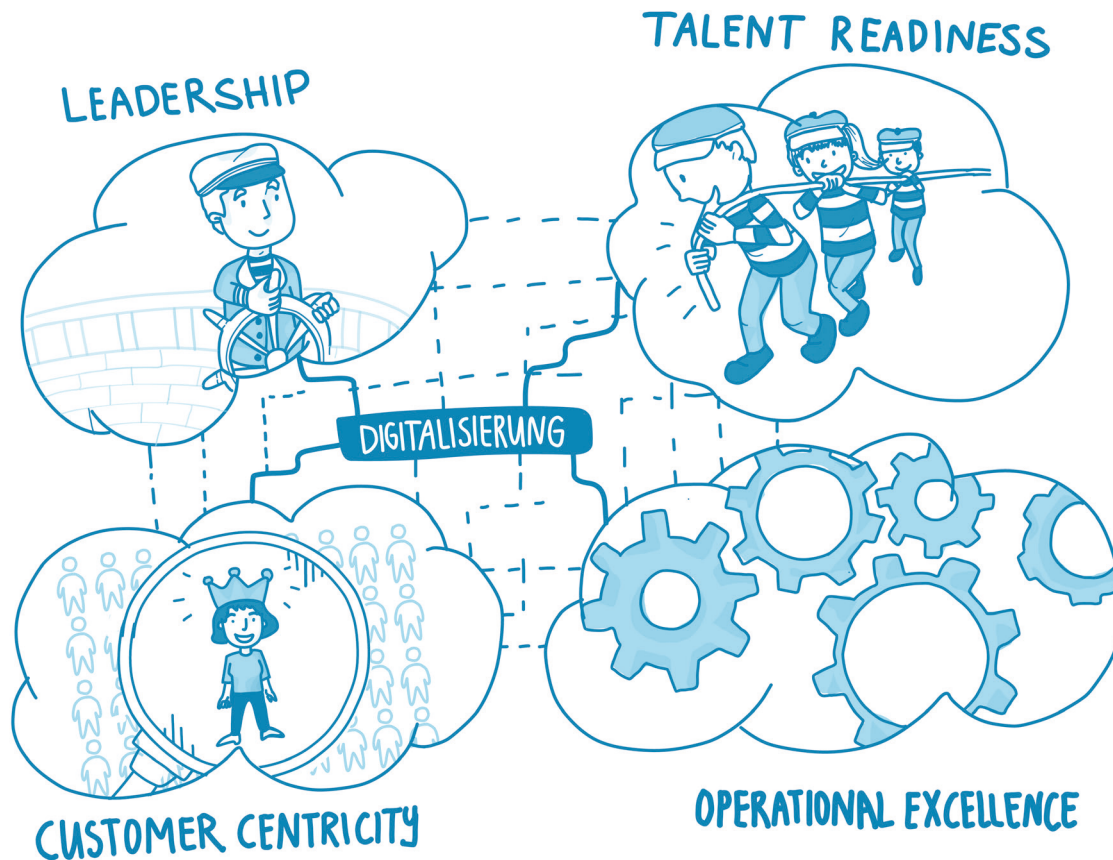 LEADERSHIP
TALENT READINESS
DIGITALISIERUNG
CUSTOMER CENTRICITY
OPERATIONAL EXCELLENCE